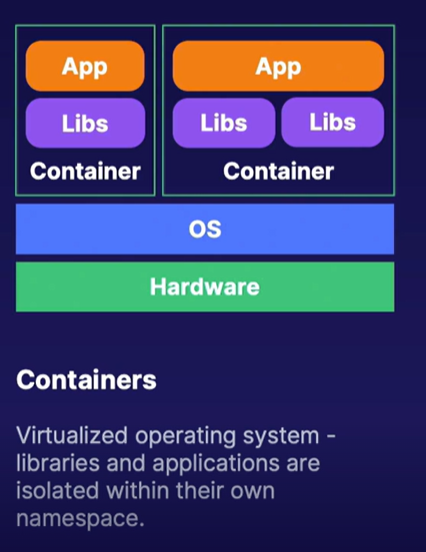 App
App
Libs
Libs
Libs
Container
Container
OS
Hardware
Containers
Virtualized operating system -
libraries and applications are
isolated within their own
namespace.